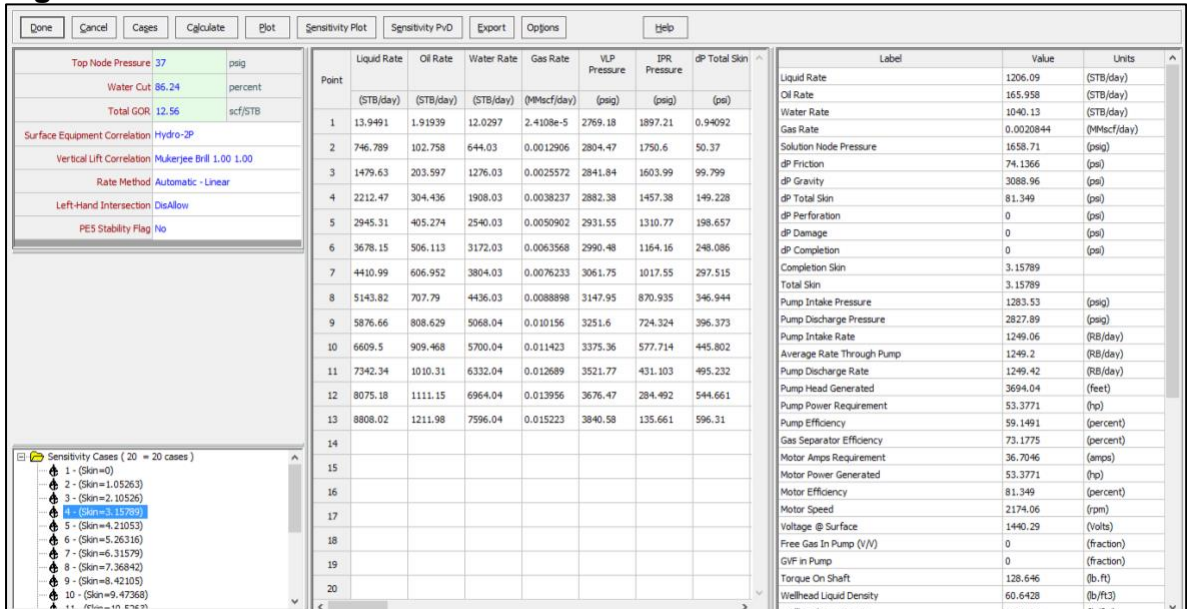 Done Cancel Cases Calculate Plot Sensitivity Plot Sensitivity PvD Export Options Help
Top Node Pressure 37 psig
Water Cut 86.24 percent
Total GOR 12.56 scf/STB
Surface Equipment Correlation Hydro-2P
Vertical Lift Correlation Mukerjee Brill 1.00 1.00
Rate Method Automatic - Linear
Left-Hand Intersection DisAllow
PE5 Stability Flag No
Sensitivity Cases ( 20 = 20 cases )
1 - (Skin=0)
2 - (Skin=1.05263)
3 - (Skin=2.10526)
4 - (Skin=3.15789)
5 - (Skin=4.21053)
6 - (Skin=5.26316)
7 - (Skin=6.31579)
8 - (Skin=7.36842)
9 - (Skin=8.42105)
10 - (Skin=9.47368)
11 - (Skin=10.5263)
Point Liquid Rate Oil Rate Water Rate Gas Rate VLP Pressure IPR Pressure dP Total Skin
(STB/day) (STB/day) (STB/day) (MMscf/day) (psig) (psig) (psi)
1 13.9491 1.91939 12.0297 2.4108e-5 2769.18 1897.21 0.94092
2 746.789 102.758 644.03 0.0012906 2804.47 1750.6 50.37
3 1479.63 203.597 1276.03 0.0025572 2841.84 1603.99 99.799
4 2212.47 304.436 1908.03 0.0038237 2882.38 1457.38 149.228
5 2945.31 405.274 2540.03 0.0050902 2931.55 1310.77 198.657
6 3678.15 506.113 3172.03 0.0063568 2990.48 1164.16 248.086
7 4410.99 606.952 3804.03 0.0076233 3061.75 1017.55 297.515
8 5143.82 707.79 4436.03 0.0088898 3147.95 870.935 346.944
9 5876.66 808.629 5068.04 0.010156 3251.6 724.324 396.373
10 6609.5 909.468 5700.04 0.011423 3375.36 577.714 445.802
11 7342.34 1010.31 6332.04 0.012689 3521.77 431.103 495.232
12 8075.18 1111.15 6964.04 0.013956 3676.47 284.492 544.661
13 8808.02 1211.98 7596.04 0.015223 3840.58 135.661 596.31
14
15
16
17
18
19
20
Label Value Units
Liquid Rate 1206.09 (STB/day)
Oil Rate 165.958 (STB/day)
Water Rate 1040.13 (STB/day)
Gas Rate 0.0020844 (MMscf/day)
Solution Node Pressure 1658.71 (psig)
dP Friction 74.1366 (psi)
dP Gravity 3088.96 (psi)
dP Total Skin 81.349 (psi)
dP Perforation 0 (psi)
dP Damage 0 (psi)
dP Completion 0 (psi)
Completion Skin 3.15789
Total Skin 3.15789
Pump Intake Pressure 1283.53 (psig)
Pump Discharge Pressure 2827.89 (psig)
Pump Intake Rate 1249.06 (RB/day)
Average Rate Through Pump 1249.2 (RB/day)
Pump Discharge Rate 1249.42 (RB/day)
Pump Head Generated 3694.04 (feet)
Pump Power Requirement 53.3771 (hp)
Pump Efficiency 59.1491 (percent)
Gas Separator Efficiency 73.1775 (percent)
Motor Amps Requirement 36.7046 (amps)
Motor Power Generated 53.3771 (hp)
Motor Efficiency 81.349 (percent)
Motor Speed 2174.06 (rpm)
Voltage @ Surface 1440.29 (Volts)
Free Gas In Pump (V/V) 0 (fraction)
GVF in Pump 0 (fraction)
Torque On Shaft 128.646 (lb.ft)
Wellhead Liquid Density 60.6428 (lb/ft3)